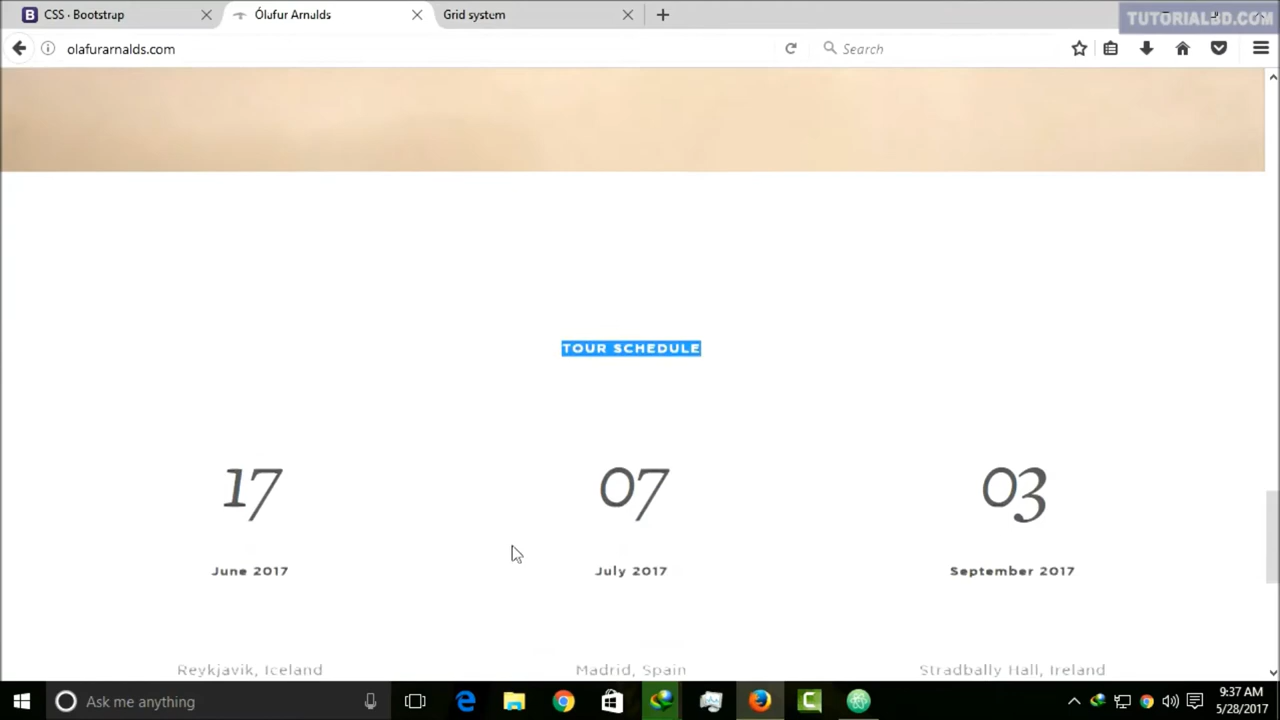 CSS · Bootstrap
Ólafur Arnalds
Grid system
TUTORIALBD.COM
olafurarnalds.com
Search
TOUR SCHEDULE
17 07 03
June 2017 July 2017 September 2017
Reykjavik, Iceland Madrid, Spain Stradbally Hall, Ireland
Ask me anything
9:37 AM
5/28/2017